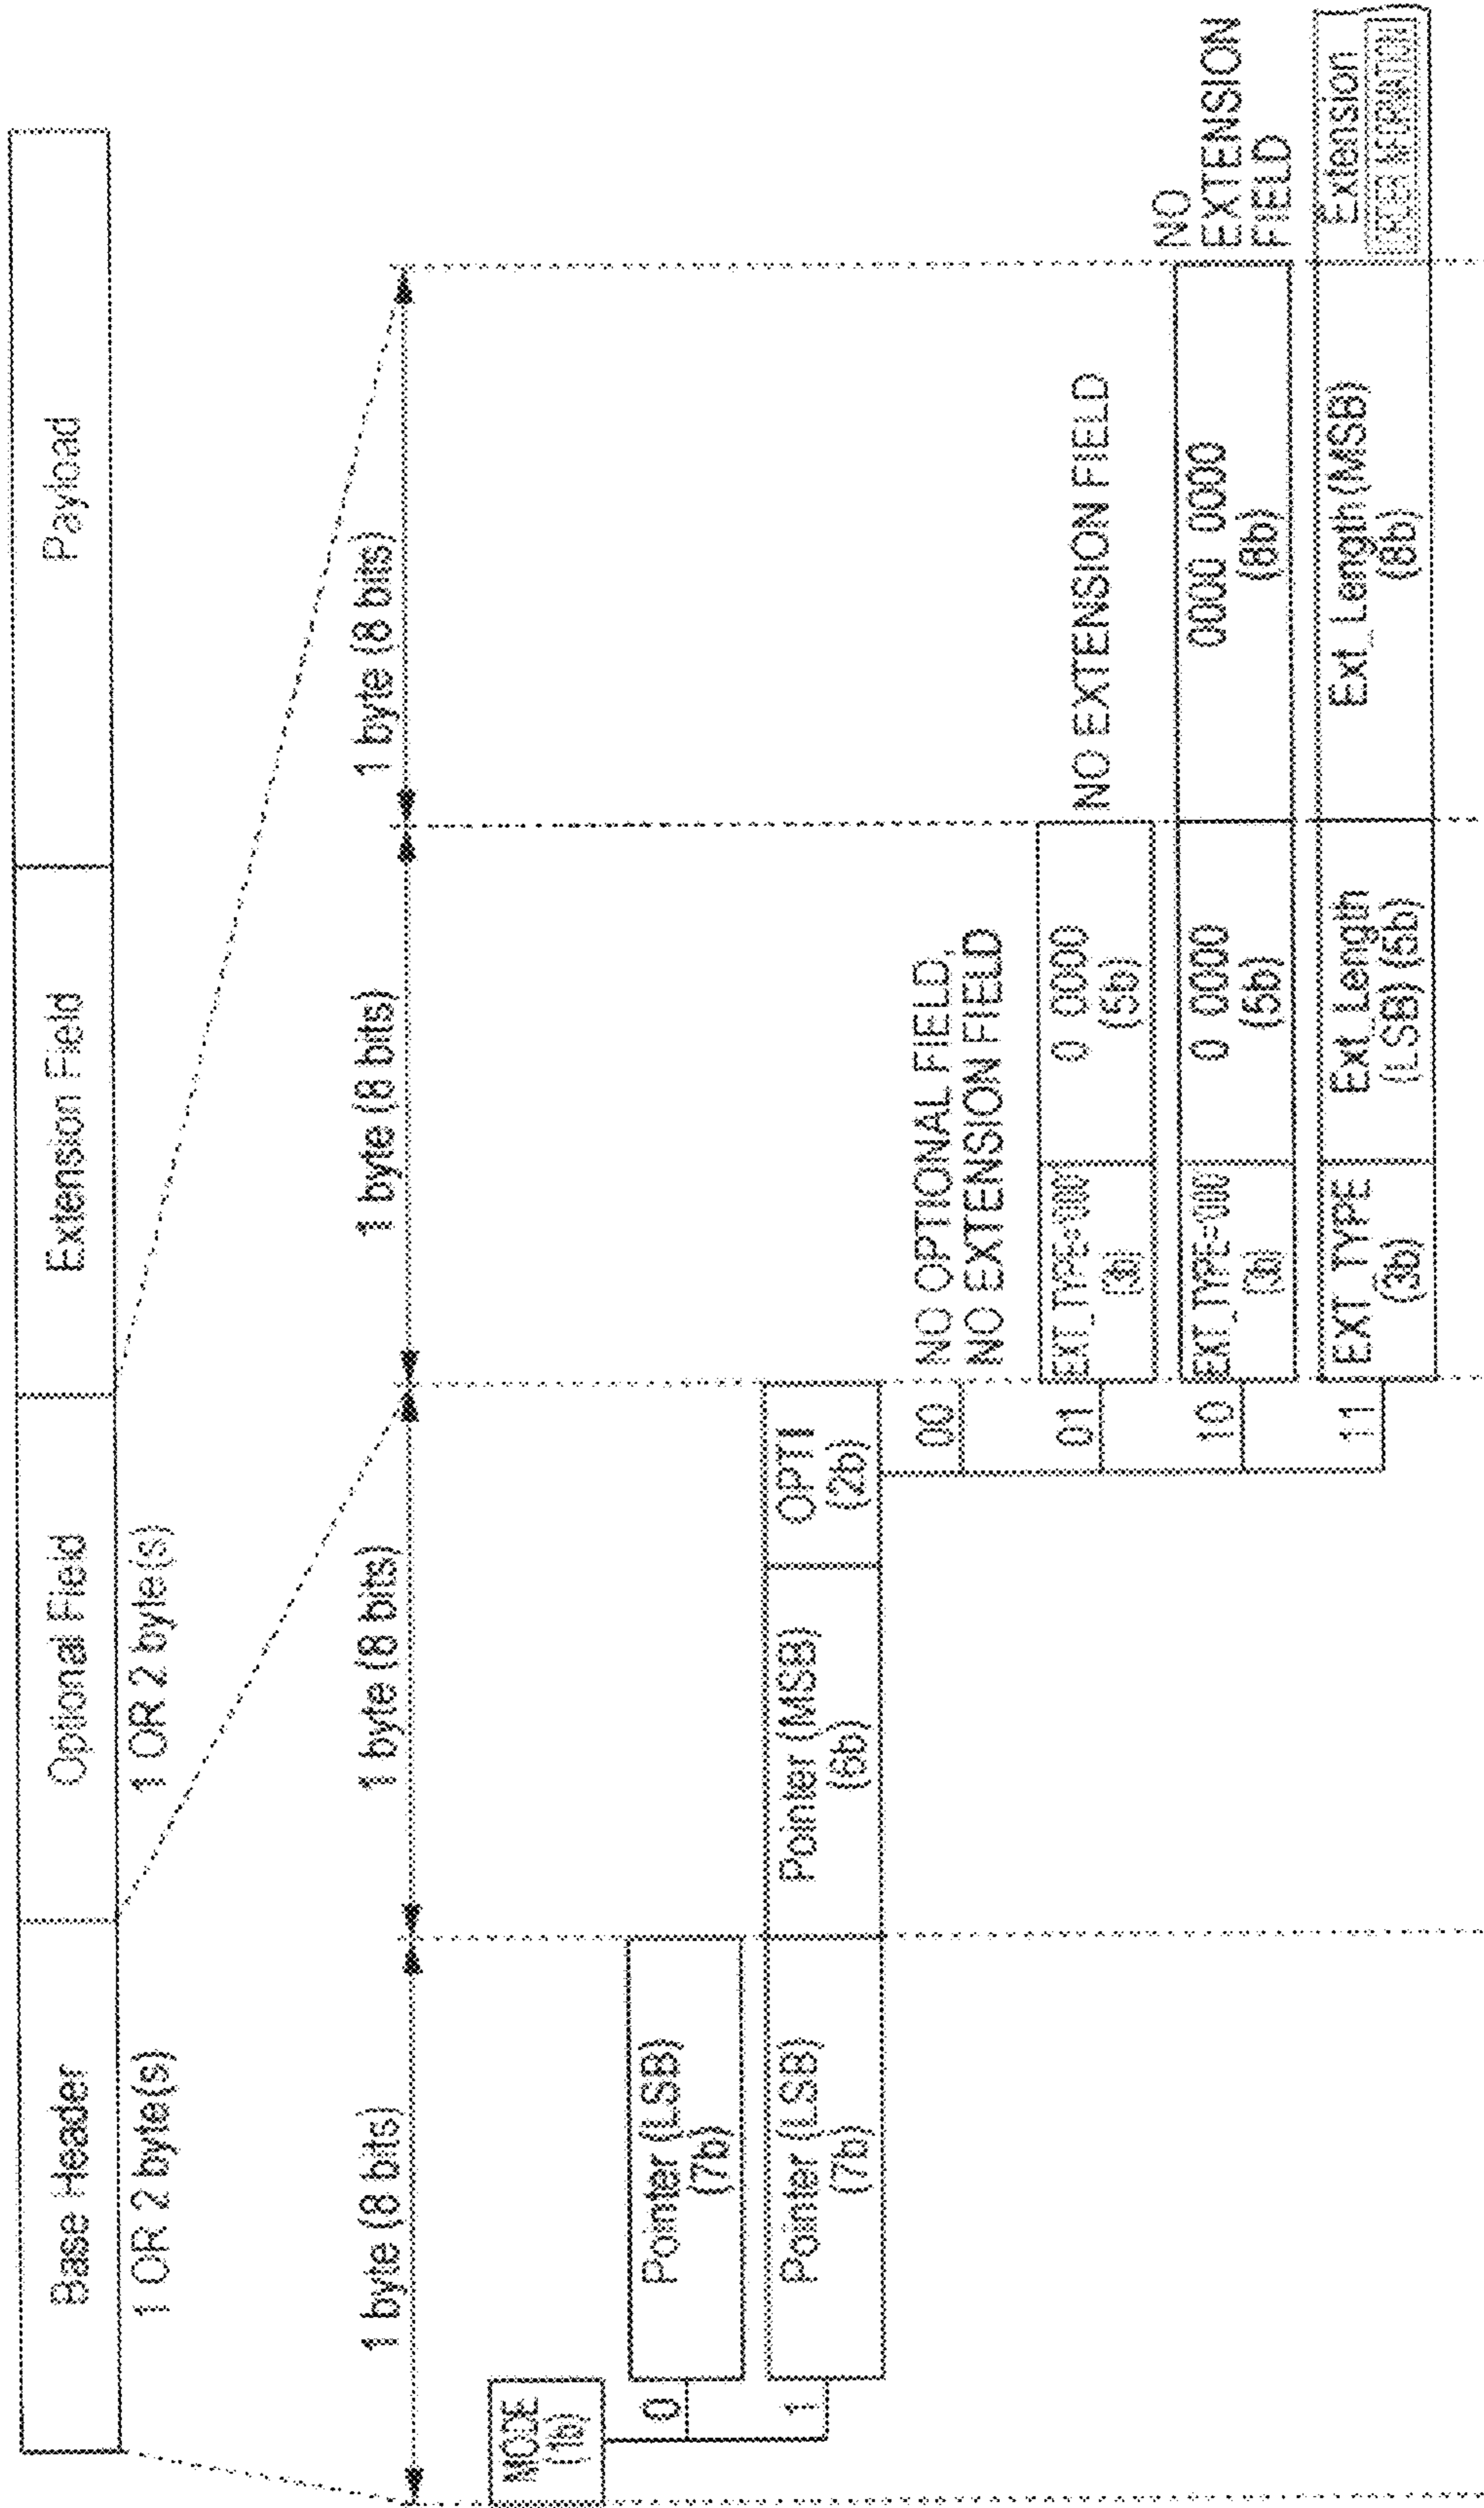 Base Header
Optional Field
Extension Field
Payload
1 OR 2 byte(s)
1 OR 2 byte(s)
1 byte (8 bits)
1 byte (8 bits)
1 byte (8 bits)
1 byte (8 bits)
MODE
(1b)
0
Pointer (LSB)
(7b)
1
Pointer (LSB)
(7b)
Pointer (MSB)
(6b)
OPTI
(2b)
00
NO OPTIONAL FIELD,
NO EXTENSION FIELD
01
EXT_TYPE=000
(3b)
0 0000
(5b)
NO EXTENSION FIELD
10
EXT_TYPE=000
(3b)
0 0000
(5b)
0000 0000
(8b)
NO
EXTENSION
FIELD
11
EXT TYPE
(3b)
Ext_Length
(LSB) (5b)
Ext_Length (MSB)
(8b)
Extension
INFORMATION